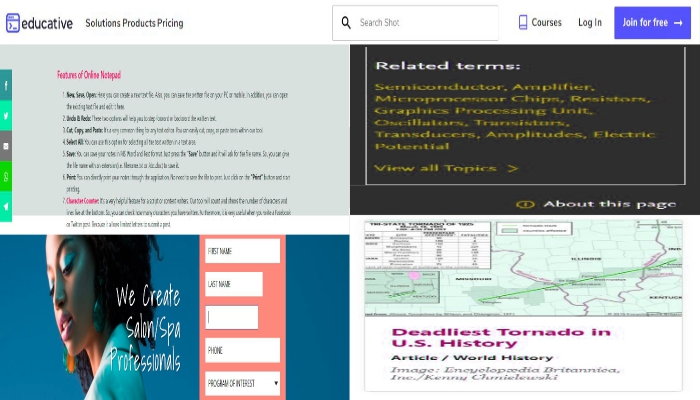 educative
Solutions Products Pricing
Search Shot
Courses
Log In
Join for free →
Features of Online Notepad
1. New, Save, Open: Here you can create a new text file. Also, you can save the written file on your PC or mobile. In addition, you can open
the existing text file and edit it here.
2. Undo & Redo: These two options will help you to step forward or backward the written text.
3. Cut, Copy, and Paste: It's a very common thing for any text editor. You can easily cut, copy, or paste texts within our tool.
4. Select All: You can use this option for selecting all the text written in a text area.
5. Save: You can save your notes in MS Word and Text format. Just press the "Save" button and it will ask for the file name. So, you can give
the file name with an extension (i.e. filename.txt or .doc.docx) to save it.
6. Print: You can directly print your notes through the application. No need to save the file to print. Just click on the "Print" button and start
printing.
7. Character Counter: It's a very helpful feature for a scriptor content writers. Our tool will count and shows the number of characters and
lines live at the bottom. So, you can check how many characters you have written. Furthermore, it is very useful when you write a Facebook
or Twitter post. Because it allows limited letters to submit a post.
Related terms:
Semiconductor, Amplifier,
Microprocessor Chips, Resistors,
Graphics Processing Unit,
Oscillators, Transistors,
Transducers, Amplitudes, Electric
Potential
View all Topics >
About this page
We Create
Salon/Spa
Professionals
FIRST NAME
LAST NAME
PHONE
PROGRAM OF INTEREST
TRI-STATE TORNADO OF 1925
ILLINOIS
INDIANA
MISSOURI
KENTUCKY
Deadliest Tornado in
U.S. History
Article / World History
Image: Encyclopædia Britannica,
Inc./Kenny Chmielewski